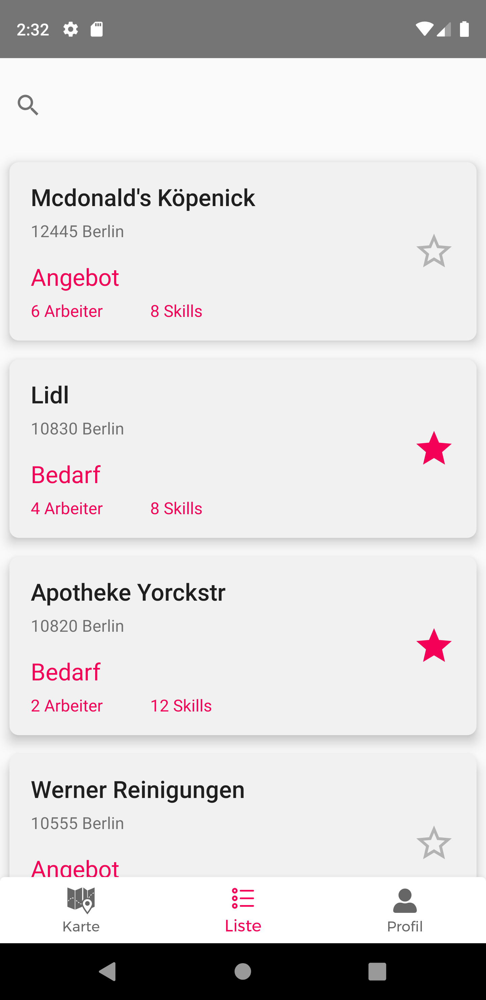 2:32
Mcdonald's Köpenick
12445 Berlin
Angebot
6 Arbeiter 8 Skills
Lidl
10830 Berlin
Bedarf
4 Arbeiter 8 Skills
Apotheke Yorckstr
10820 Berlin
Bedarf
2 Arbeiter 12 Skills
Werner Reinigungen
10555 Berlin
Angebot
Karte Liste Profil